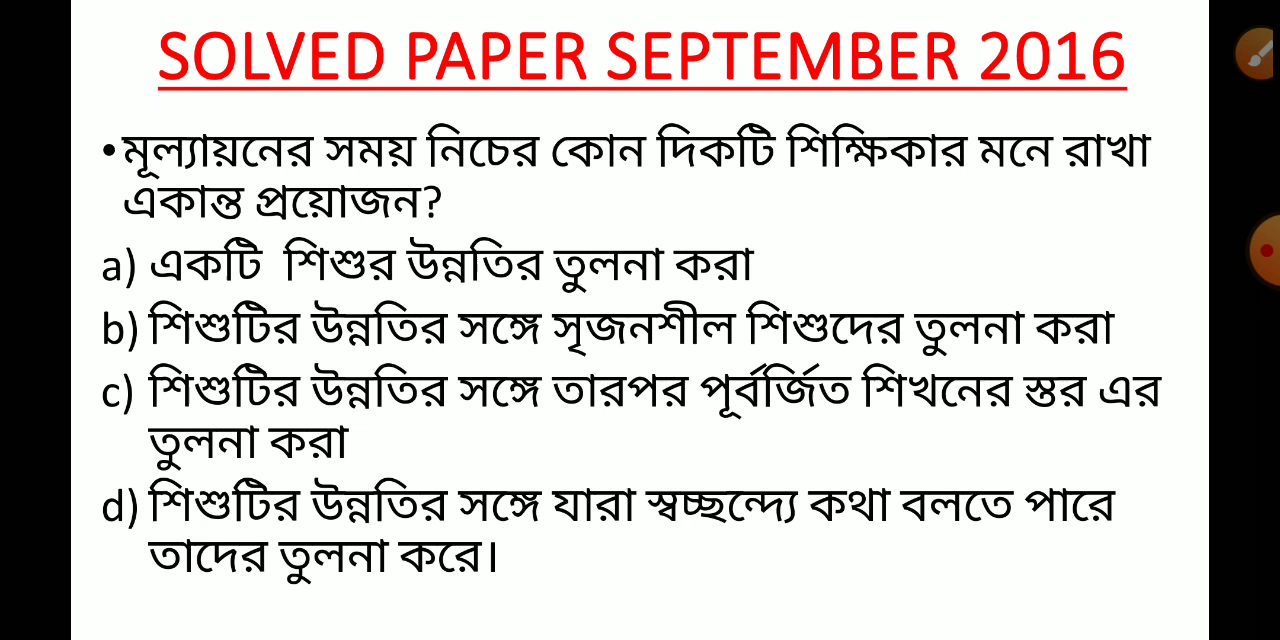 SOLVED PAPER SEPTEMBER 2016
•মূল্যায়নের সময় নিচের কোন দিকটি শিক্ষিকার মনে রাখা
একান্ত প্রয়োজন?
a) একটি শিশুর উন্নতির তুলনা করা
b) শিশুটির উন্নতির সঙ্গে সৃজনশীল শিশুদের তুলনা করা
c) শিশুটির উন্নতির সঙ্গে তারপর পূর্বর্জিত শিখনের স্তর এর
তুলনা করা
d) শিশুটির উন্নতির সঙ্গে যারা স্বচ্ছন্দ্যে কথা বলতে পারে
তাদের তুলনা করে।